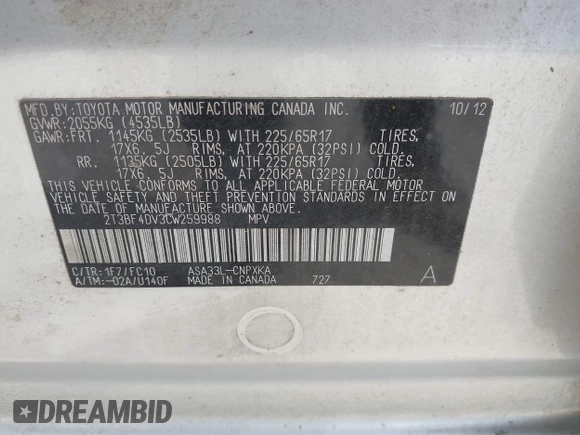 MFD.BY:TOYOTA MOTOR MANUFACTURING CANADA INC. 10/12
GVWR:2055KG (4535LB)
GAWR:FRT. 1145KG (2535LB) WITH 225/65R17 TIRES,
17X6.5J RIMS, AT 220KPA (32PSI) COLD.
RR. 1135KG (2505LB) WITH 225/65R17 TIRES,
17X6.5J RIMS, AT 220KPA (32PSI) COLD.
THIS VEHICLE CONFORMS TO ALL APPLICABLE FEDERAL MOTOR
VEHICLE SAFETY AND THEFT PREVENTION STANDARDS IN EFFECT
ON THE DATE OF MANUFACTURE SHOWN ABOVE.
2T3BF4DV3CW259988 MPV
C/TR:1F7/FC10 ASA33L-CNPXKA A
A/TM:-02A/U140F MADE IN CANADA 727
DREAMBID